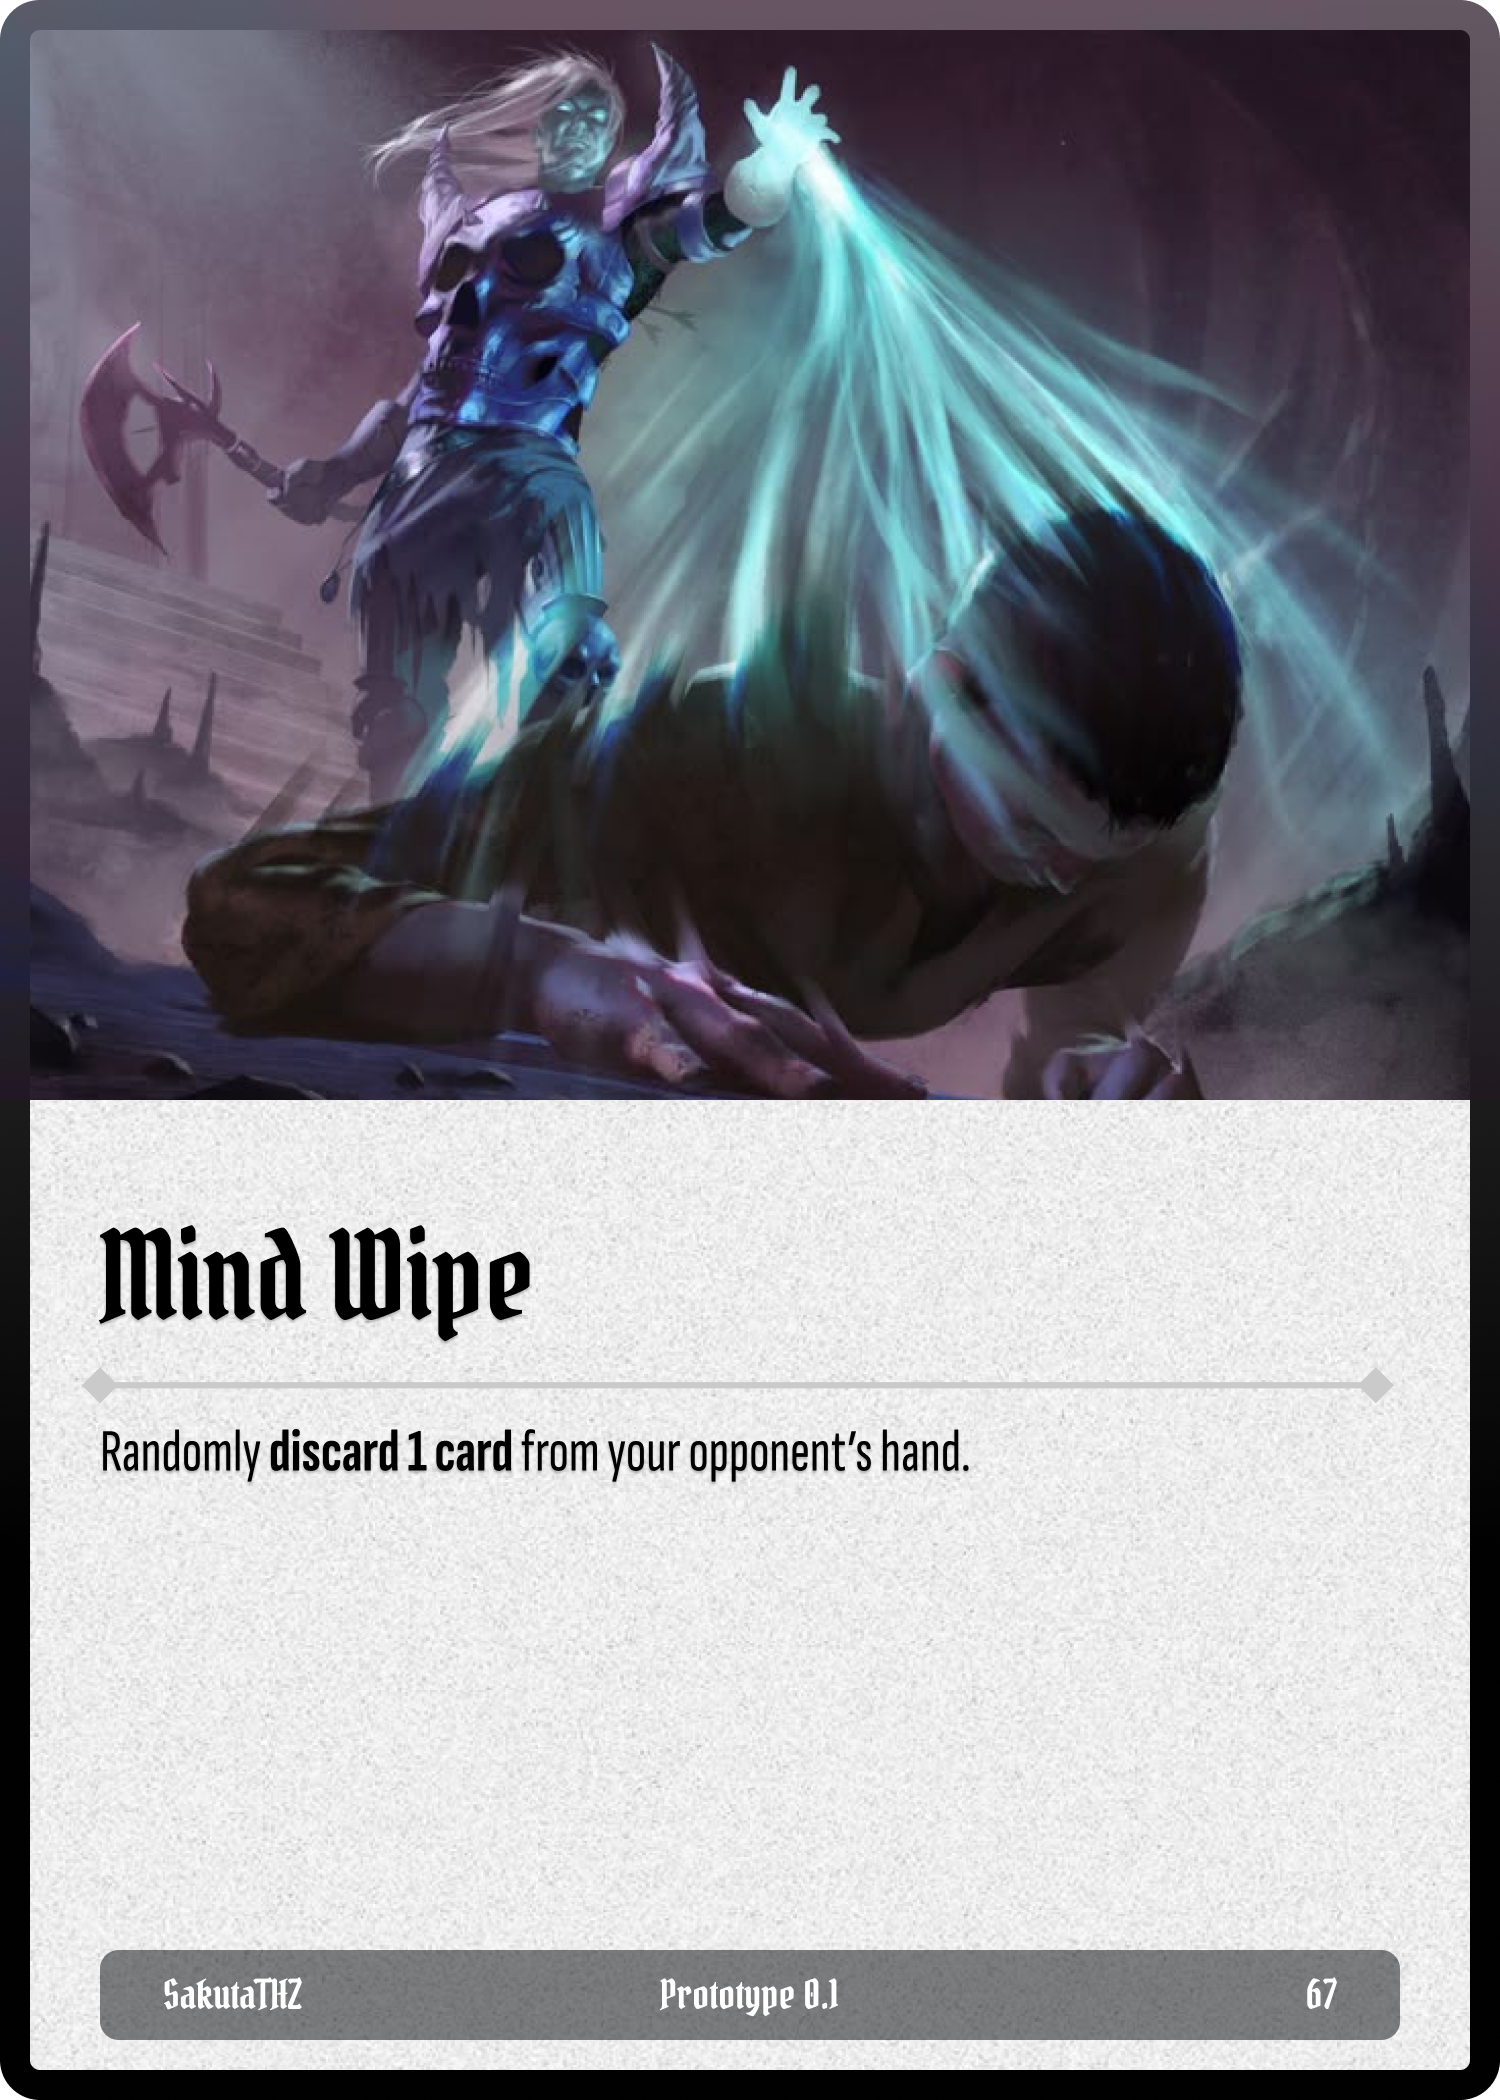 Mind Wipe
Randomly discard 1 card from your opponent’s hand.
SakutaTHZ Prototype 0.1 67